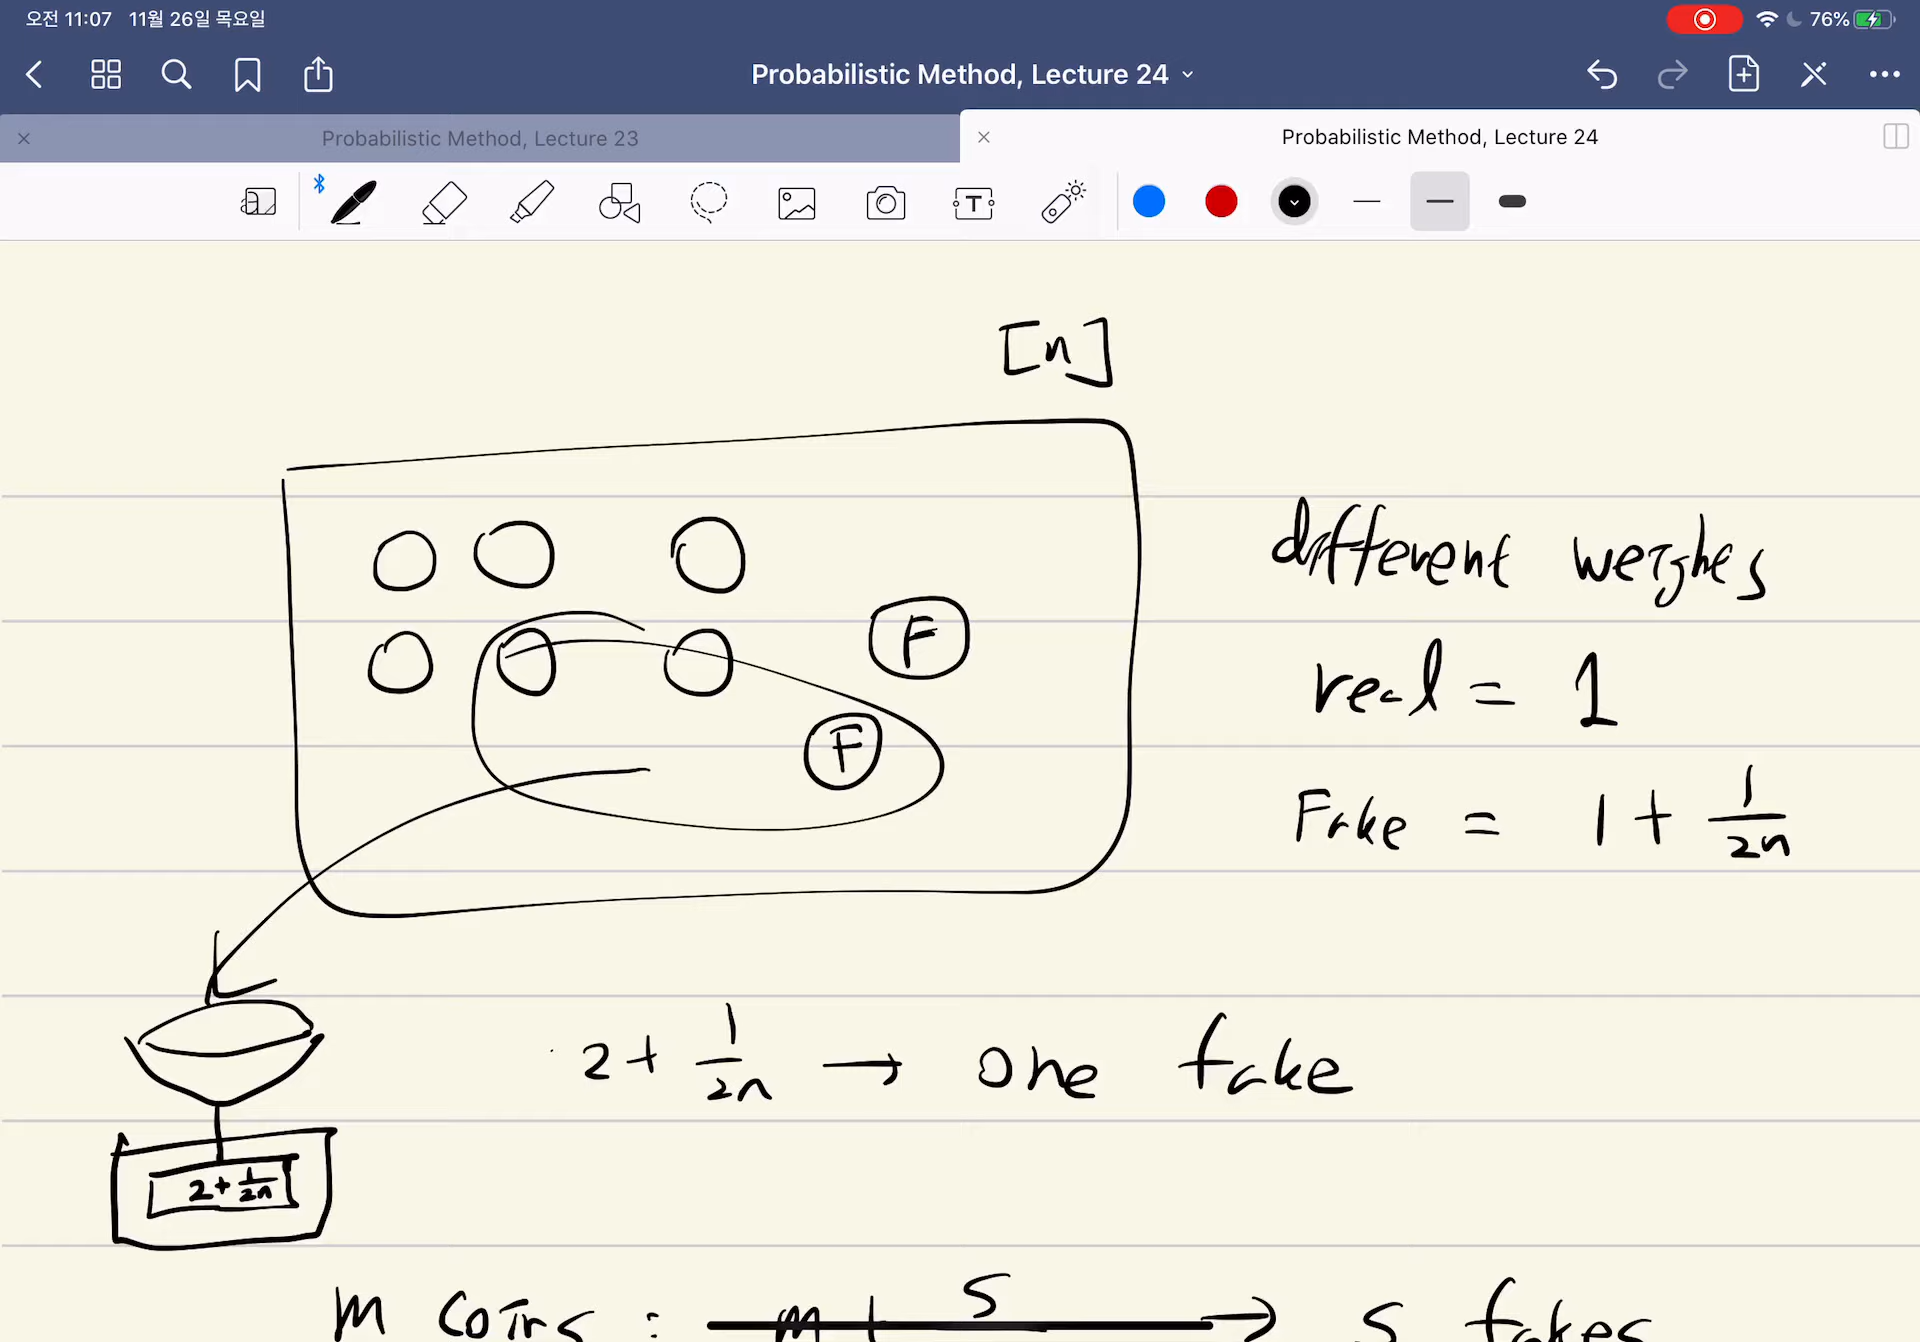 오전 11:07 11월 26일 목요일 76%
Probabilistic Method, Lecture 24
Probabilistic Method, Lecture 23
Probabilistic Method, Lecture 24
[n]
different weighes
real = 1
F
F
Fake = 1 + 1/2n
2 + 1/2n → one fake
2 + 1/2n
m coins : m + s → s fakes